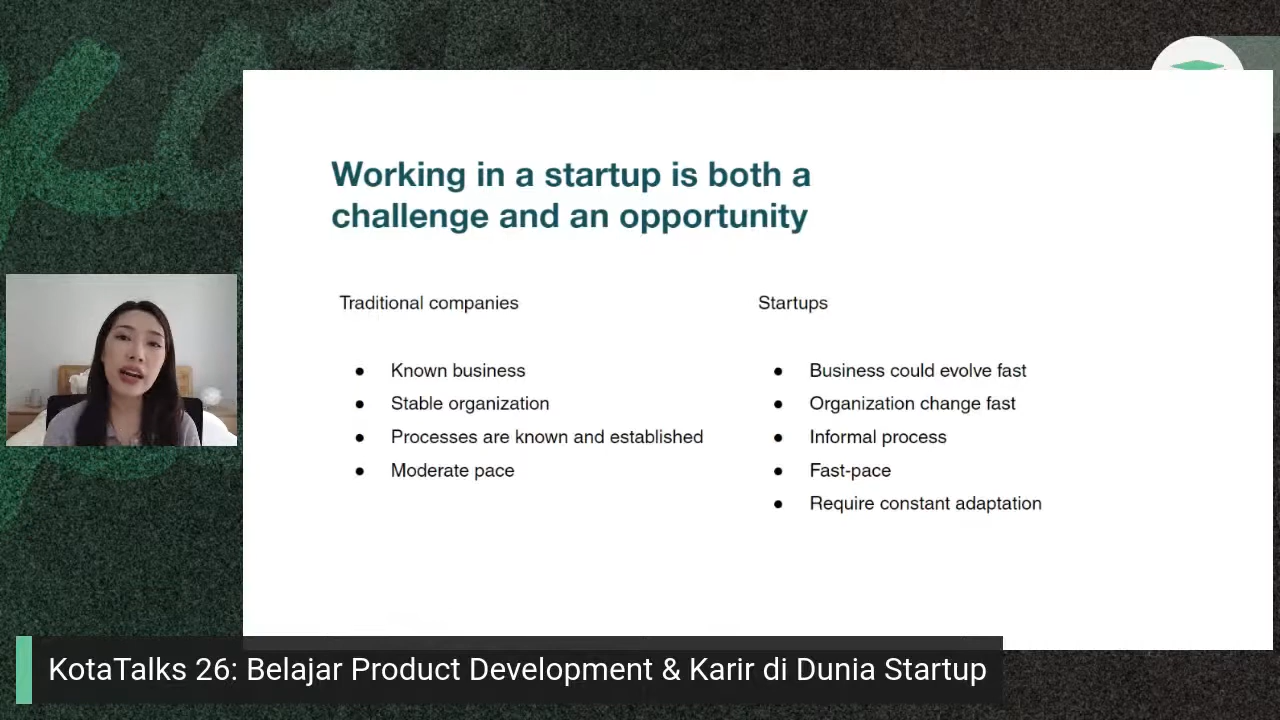 Working in a startup is both a
challenge and an opportunity
Traditional companies
● Known business
● Stable organization
● Processes are known and established
● Moderate pace
Startups
● Business could evolve fast
● Organization change fast
● Informal process
● Fast-pace
● Require constant adaptation
KotaTalks 26: Belajar Product Development & Karir di Dunia Startup